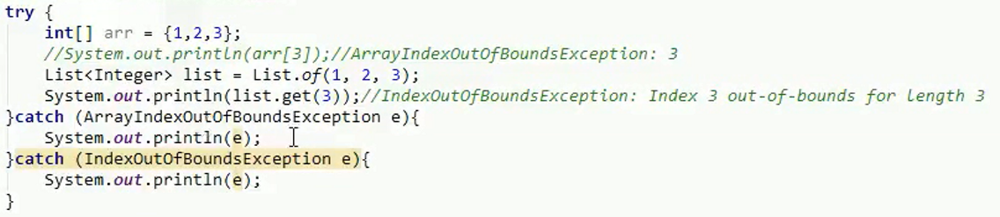 try {
    int[] arr = {1,2,3};
    //System.out.println(arr[3]);//ArrayIndexOutOfBoundsException: 3
    List<Integer> list = List.of(1, 2, 3);
    System.out.println(list.get(3));//IndexOutOfBoundsException: Index 3 out-of-bounds for length 3
}catch (ArrayIndexOutOfBoundsException e){
    System.out.println(e);
}catch (IndexOutOfBoundsException e){
    System.out.println(e);
}